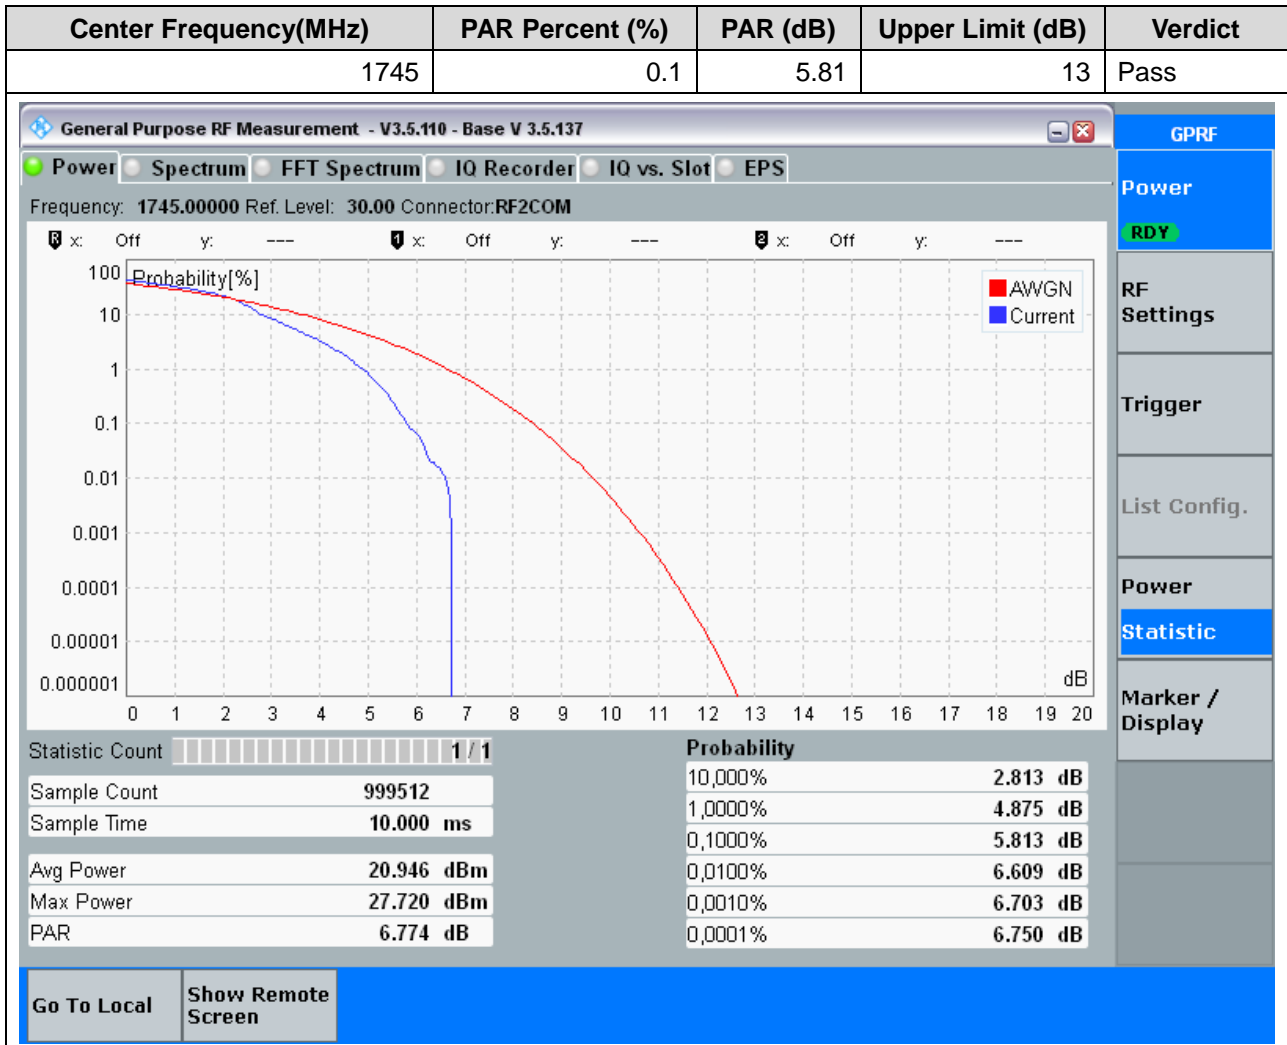 Center Frequency(MHz) PAR Percent (%) PAR (dB) Upper Limit (dB) Verdict
1745 0.1 5.81 13 Pass
General Purpose RF Measurement - V3.5.110 - Base V 3.5.137
GPRF
Power Spectrum FFT Spectrum IQ Recorder IQ vs. Slot EPS
Power
RDY
Frequency: 1745.00000 Ref. Level: 30.00 Connector:RF2COM
R x: Off y: --- 1 x: Off y: --- 2 x: Off y: ---
Probability[%]
100
10
1
0.1
0.01
0.001
0.0001
0.00001
0.000001
AWGN
Current
dB
0 1 2 3 4 5 6 7 8 9 10 11 12 13 14 15 16 17 18 19 20
RF
Settings
Trigger
List Config.
Power
Statistic
Marker /
Display
Statistic Count 1 / 1
Sample Count 999512
Sample Time 10.000 ms
Avg Power 20.946 dBm
Max Power 27.720 dBm
PAR 6.774 dB
Probability
10,000% 2.813 dB
1,0000% 4.875 dB
0,1000% 5.813 dB
0,0100% 6.609 dB
0,0010% 6.703 dB
0,0001% 6.750 dB
Go To Local
Show Remote
Screen